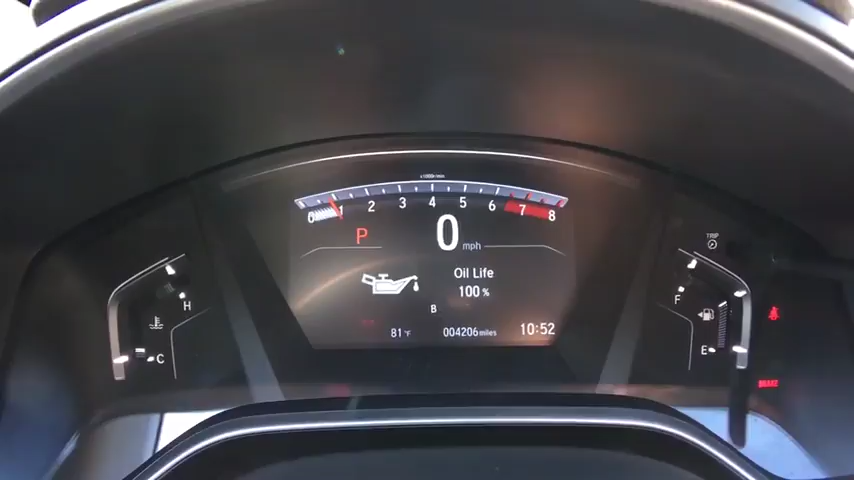 x1000r/min
0 1 2 3 4 5 6 7 8
P
0 mph
TRIP
Oil Life
100 %
H
F
B
81°F
004206 miles
10:52
C
E
BRAKE